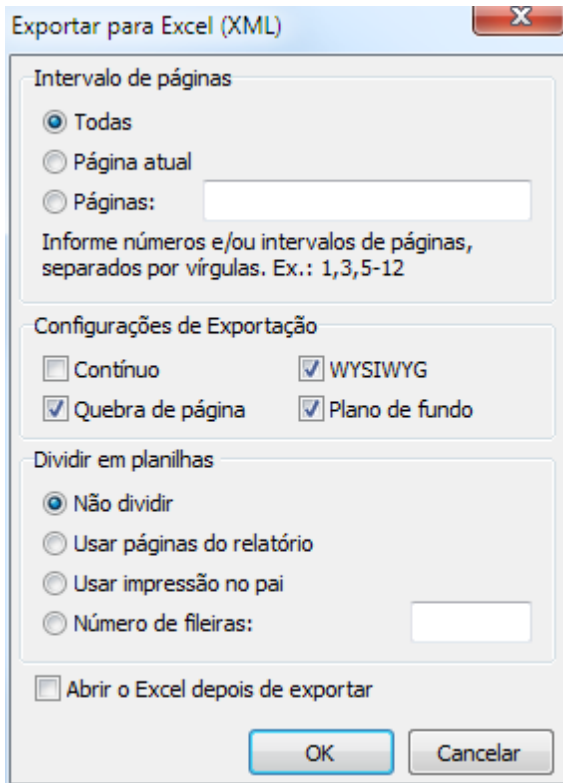 Exportar para Excel (XML)
Intervalo de páginas
Todas
Página atual
Páginas:
Informe números e/ou intervalos de páginas,
separados por vírgulas. Ex.: 1,3,5-12
Configurações de Exportação
Contínuo
WYSIWYG
Quebra de página
Plano de fundo
Dividir em planilhas
Não dividir
Usar páginas do relatório
Usar impressão no pai
Número de fileiras:
Abrir o Excel depois de exportar
OK
Cancelar